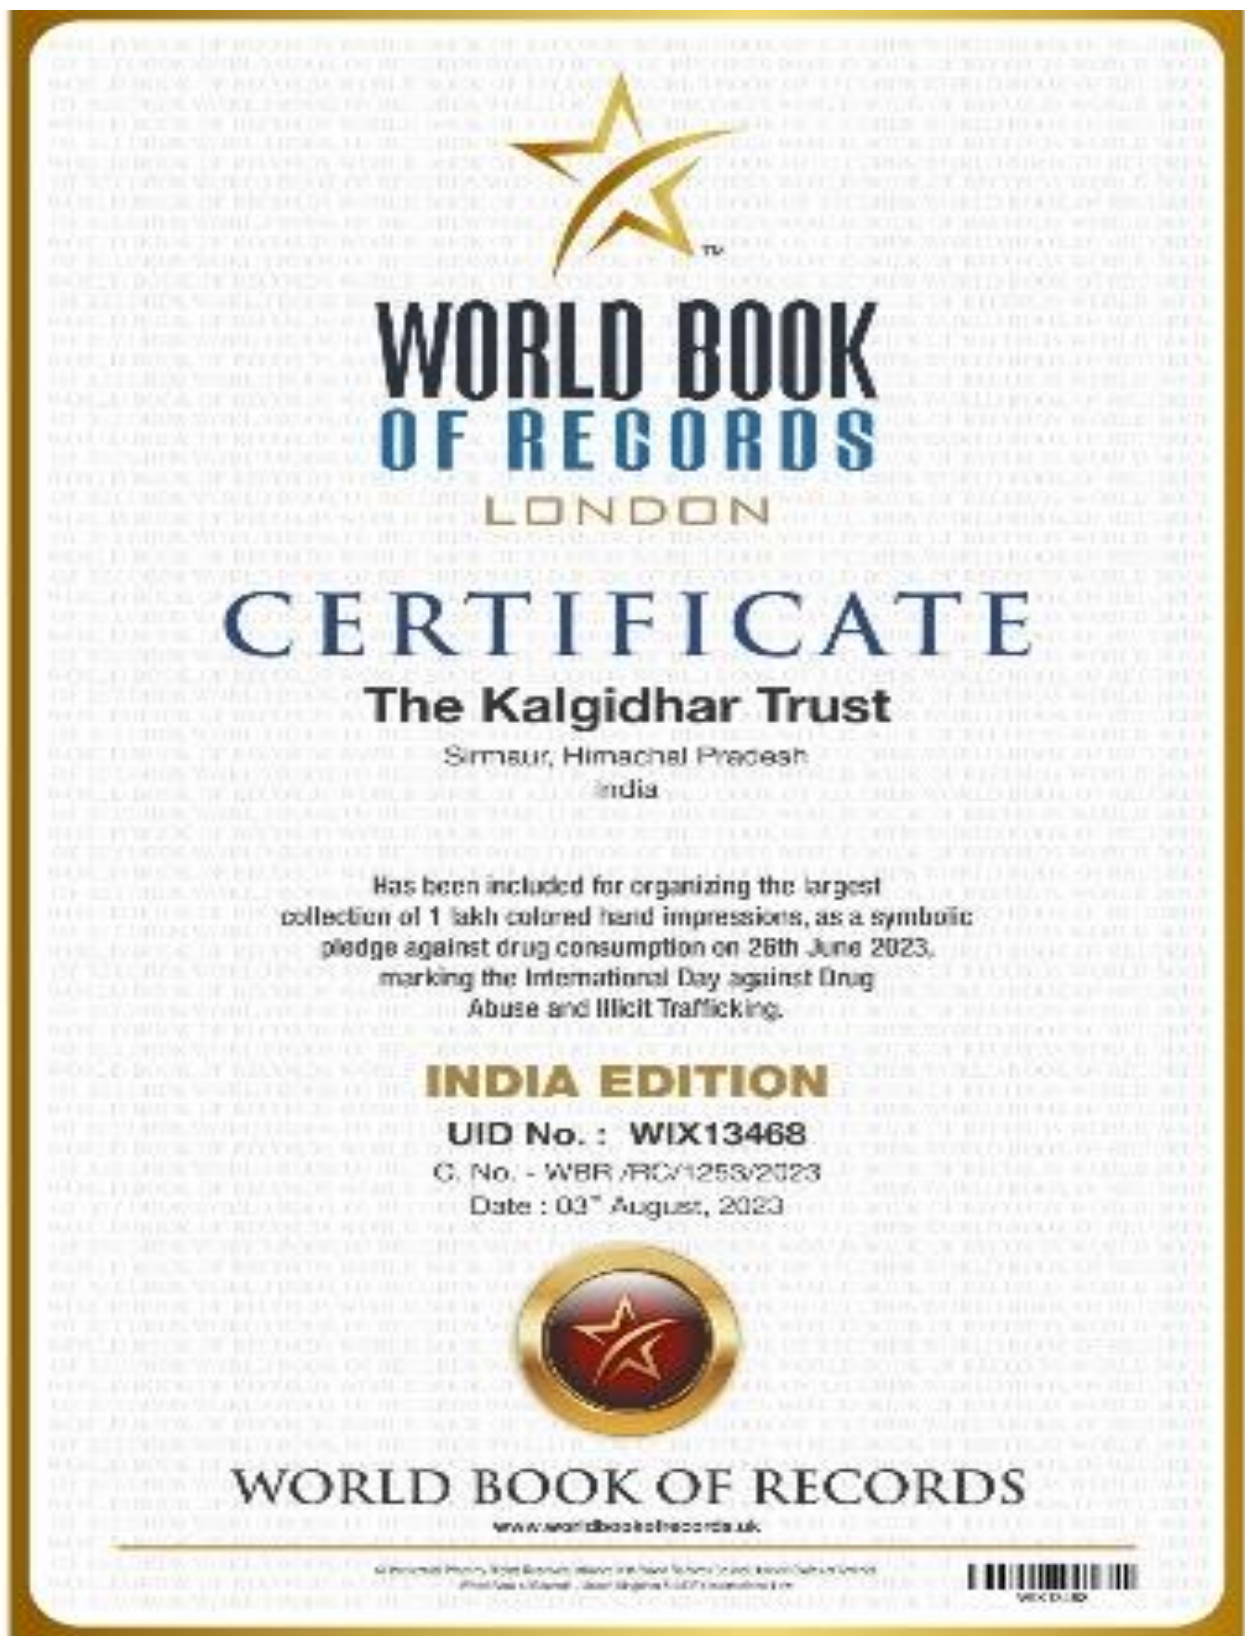 TM
WORLD BOOK
OF RECORDS
LONDON
CERTIFICATE
The Kalgidhar Trust
Sirmaur, Himachal Pradesh
India
Has been included for organizing the largest
collection of 1 lakh colored hand impressions, as a symbolic
pledge against drug consumption on 26th June 2023,
marking the International Day against Drug
Abuse and Illicit Trafficking.
INDIA EDITION
UID No. : WIX13468
C. No. - WBR /RC/1253/2023
Date : 03rd August, 2023
WORLD BOOK OF RECORDS
www.worldbookofrecords.uk